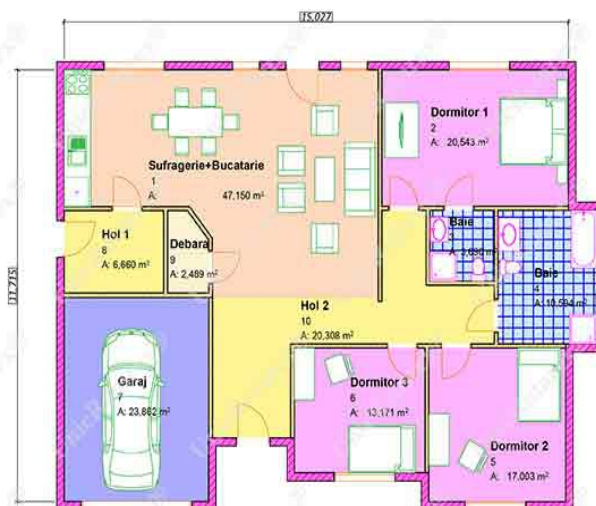 15,027
11,715
Sufragerie+Bucatarie
1
A: 47,150 m²
Dormitor 1
2
A: 20,543 m²
Hol 1
8
A: 6,660 m²
Debara
9
A: 2,489 m²
Baie
3
Baie
4
A: 10,594 m²
Hol 2
10
A: 20,308 m²
Garaj
7
A: 23,862 m²
Dormitor 3
6
A: 13,171 m²
Dormitor 2
5
A: 17,003 m²